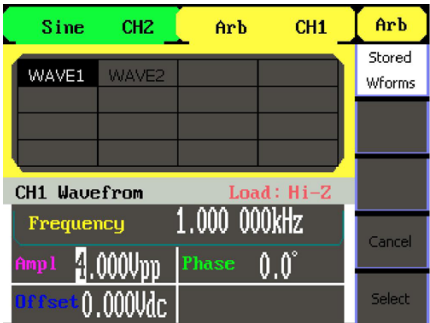 Sine CH2 Arb CH1 Arb
Stored
Wforms
WAVE1 WAVE2
CH1 Wavefrom Load: Hi-Z
Frequency 1.000 000kHz
Cancel
Ampl 4.000Vpp Phase 0.0°
Offset 0.000Vdc Select